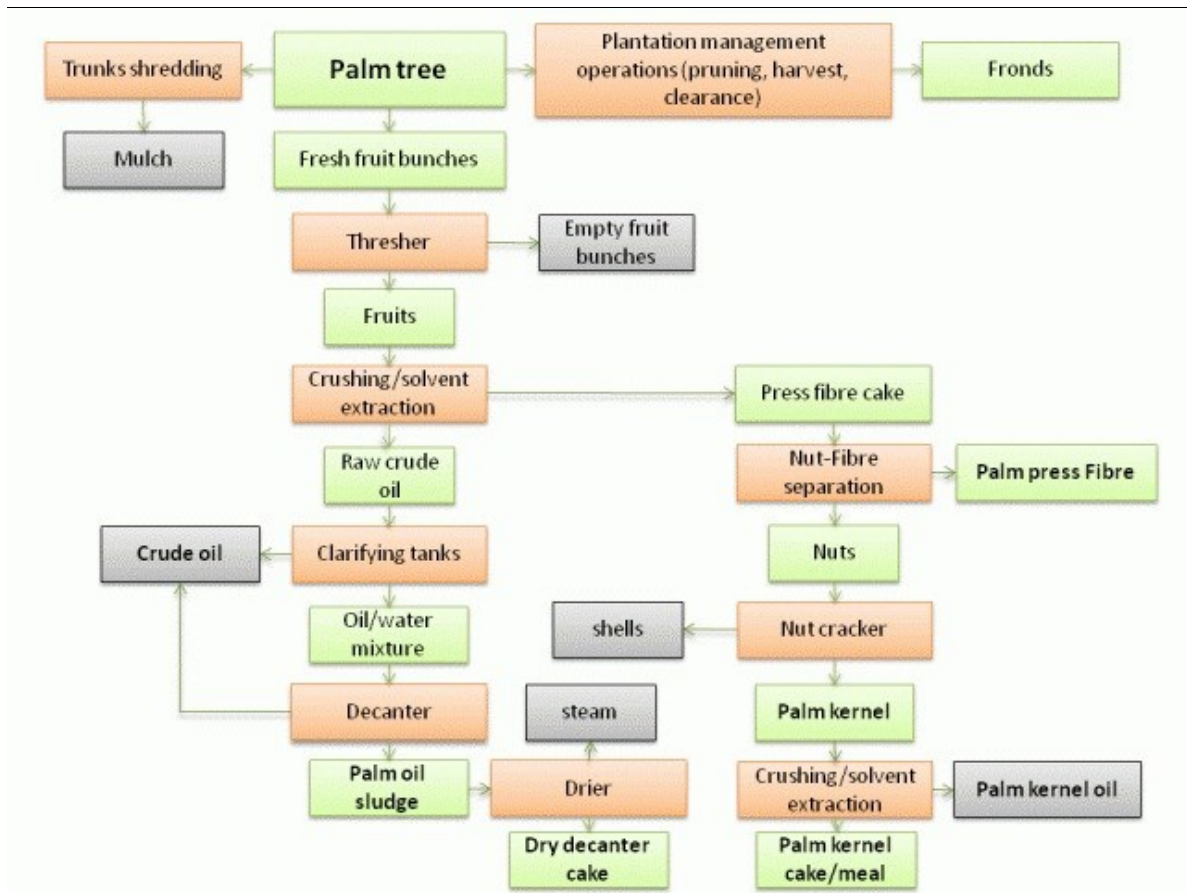 Trunks shredding
Palm tree
Plantation management
operations (pruning, harvest,
clearance)
Fronds
Mulch
Fresh fruit bunches
Thresher
Empty fruit
bunches
Fruits
Crushing/solvent
extraction
Press fibre cake
Raw crude
oil
Nut-Fibre
separation
Palm press Fibre
Crude oil
Clarifying tanks
Nuts
Oil/water
mixture
shells
Nut cracker
Decanter
steam
Palm kernel
Palm oil
sludge
Drier
Crushing/solvent
extraction
Palm kernel oil
Dry decanter
cake
Palm kernel
cake/meal